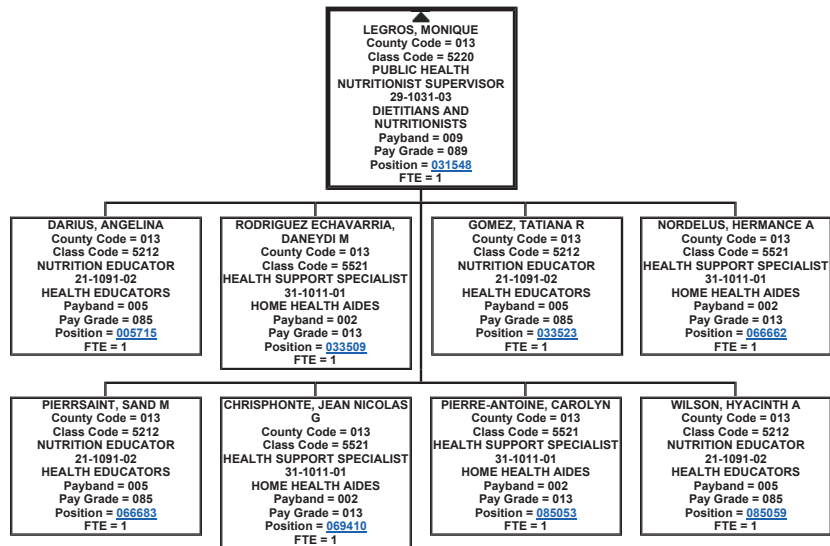 LEGROS, MONIQUE
County Code = 013
Class Code = 5220
PUBLIC HEALTH
NUTRITIONIST SUPERVISOR
29-1031-03
DIETITIANS AND
NUTRITIONISTS
Payband = 009
Pay Grade = 089
Position = 031548
FTE = 1
DARIUS, ANGELINA
County Code = 013
Class Code = 5212
NUTRITION EDUCATOR
21-1091-02
HEALTH EDUCATORS
Payband = 005
Pay Grade = 085
Position = 005715
FTE = 1
RODRIGUEZ ECHAVARRIA,
DANEYDI M
County Code = 013
Class Code = 5521
HEALTH SUPPORT SPECIALIST
31-1011-01
HOME HEALTH AIDES
Payband = 002
Pay Grade = 013
Position = 033509
FTE = 1
GOMEZ, TATIANA R
County Code = 013
Class Code = 5212
NUTRITION EDUCATOR
21-1091-02
HEALTH EDUCATORS
Payband = 005
Pay Grade = 085
Position = 033523
FTE = 1
NORDELUS, HERMANCE A
County Code = 013
Class Code = 5521
HEALTH SUPPORT SPECIALIST
31-1011-01
HOME HEALTH AIDES
Payband = 002
Pay Grade = 013
Position = 066662
FTE = 1
PIERRSAINT, SAND M
County Code = 013
Class Code = 5212
NUTRITION EDUCATOR
21-1091-02
HEALTH EDUCATORS
Payband = 005
Pay Grade = 085
Position = 066683
FTE = 1
CHRISPHONTE, JEAN NICOLAS
G
County Code = 013
Class Code = 5521
HEALTH SUPPORT SPECIALIST
31-1011-01
HOME HEALTH AIDES
Payband = 002
Pay Grade = 013
Position = 069410
FTE = 1
PIERRE-ANTOINE, CAROLYN
County Code = 013
Class Code = 5521
HEALTH SUPPORT SPECIALIST
31-1011-01
HOME HEALTH AIDES
Payband = 002
Pay Grade = 013
Position = 085053
FTE = 1
WILSON, HYACINTH A
County Code = 013
Class Code = 5212
NUTRITION EDUCATOR
21-1091-02
HEALTH EDUCATORS
Payband = 005
Pay Grade = 085
Position = 085059
FTE = 1